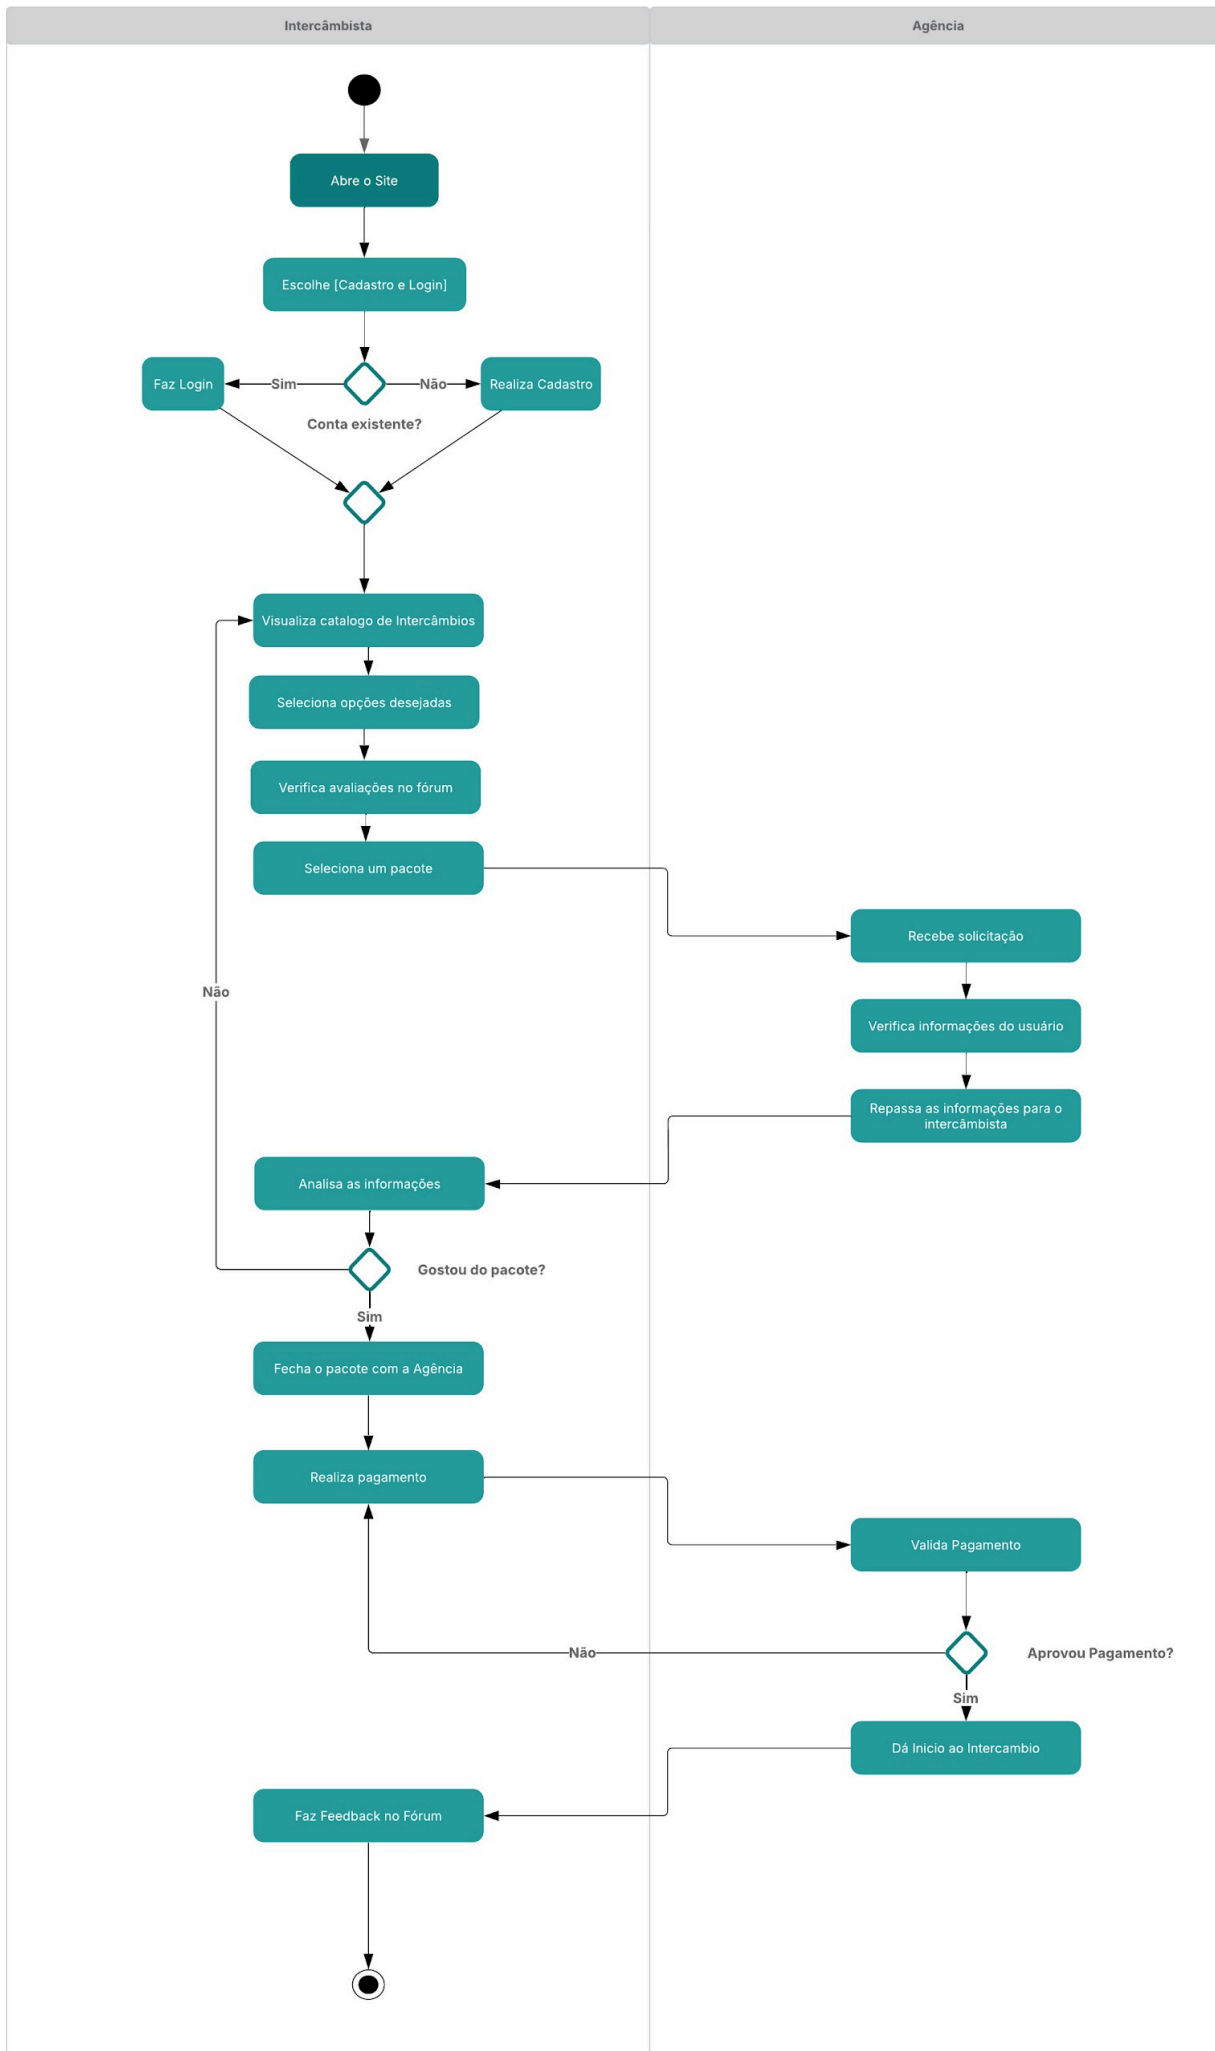 Intercâmbista
Agência
Abre o Site
Escolhe [Cadastro e Login]
Faz Login
Sim
Não
Realiza Cadastro
Conta existente?
Visualiza catalogo de Intercâmbios
Seleciona opções desejadas
Verifica avaliações no fórum
Seleciona um pacote
Recebe solicitação
Não
Verifica informações do usuário
Repassa as informações para o
intercâmbista
Analisa as informações
Gostou do pacote?
Sim
Fecha o pacote com a Agência
Realiza pagamento
Valida Pagamento
Não
Aprovou Pagamento?
Sim
Dá Inicio ao Intercambio
Faz Feedback no Fórum